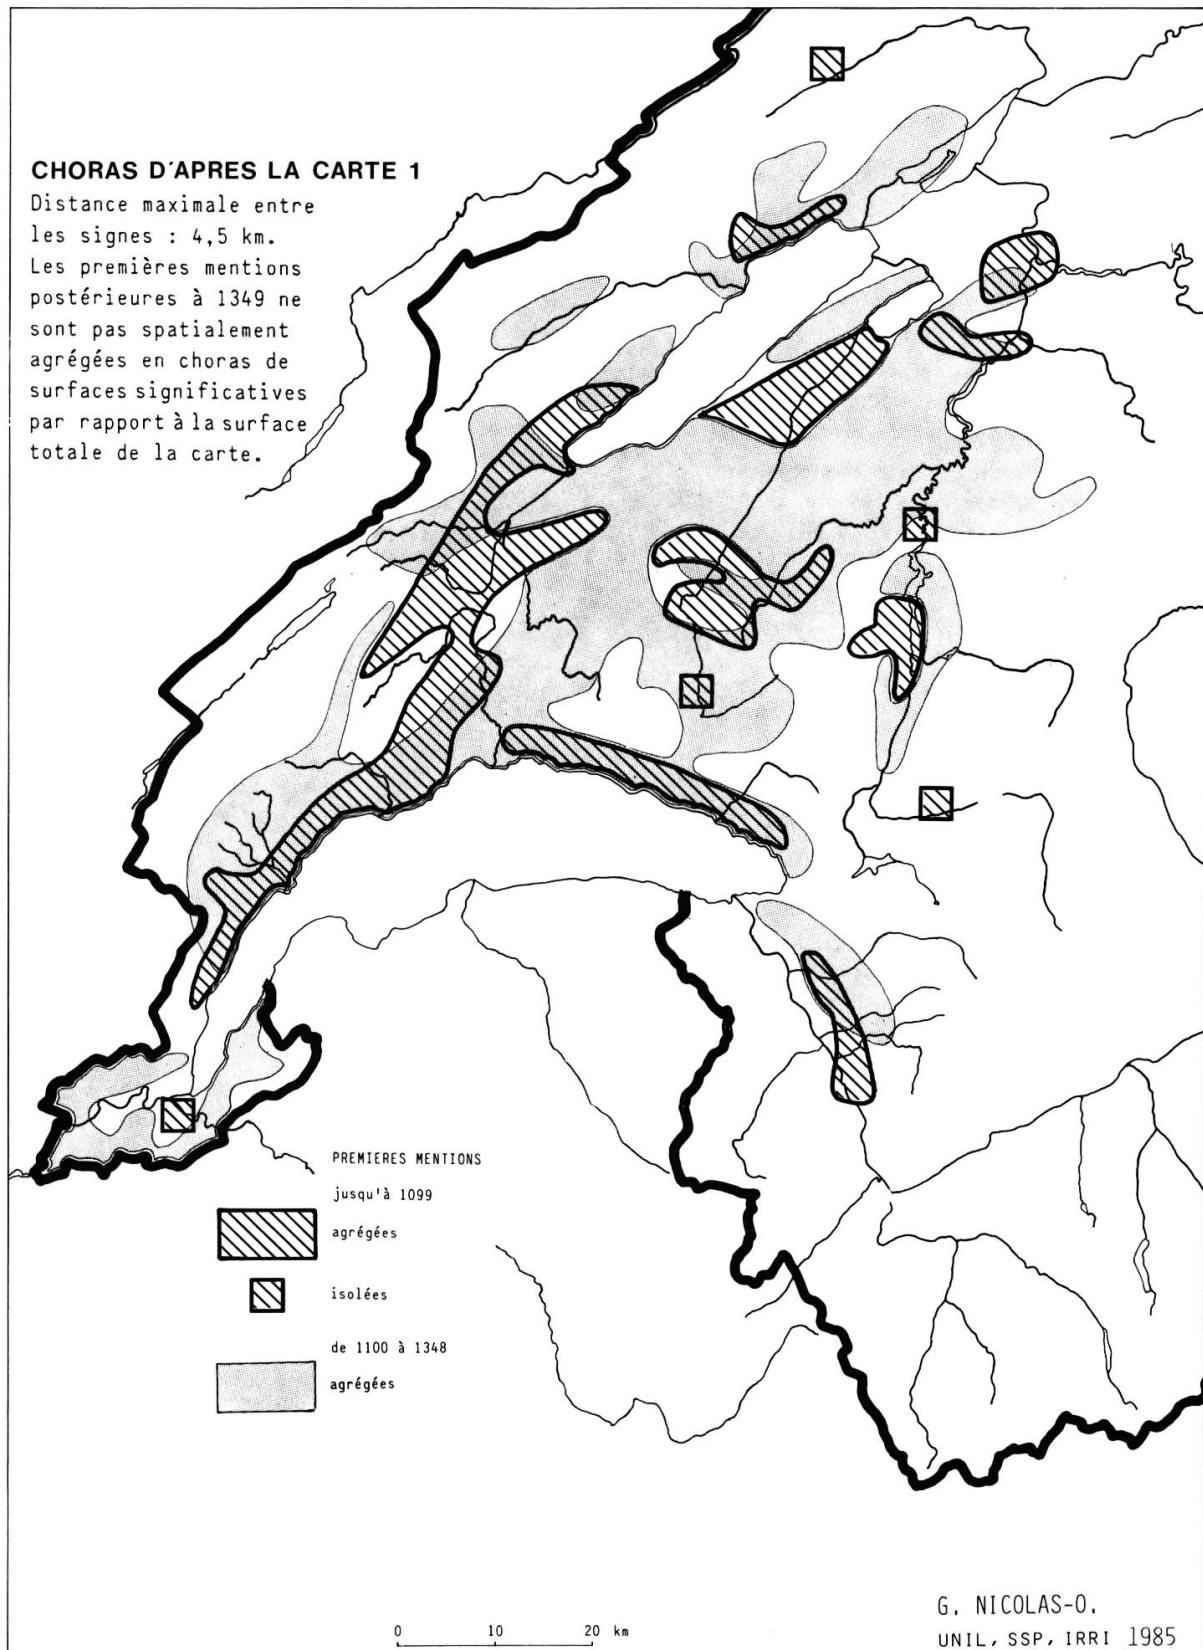 CHORAS D'APRES LA CARTE 1
Distance maximale entre
les signes : 4,5 km.
Les premières mentions
postérieures à 1349 ne
sont pas spatialement
agrégées en choras de
surfaces significatives
par rapport à la surface
totale de la carte.
PREMIERES MENTIONS
jusqu'à 1099
agrégées
isolées
de 1100 à 1348
agrégées
0 10 20 km
G. NICOLAS-O.
UNIL, SSP, IRRI 1985